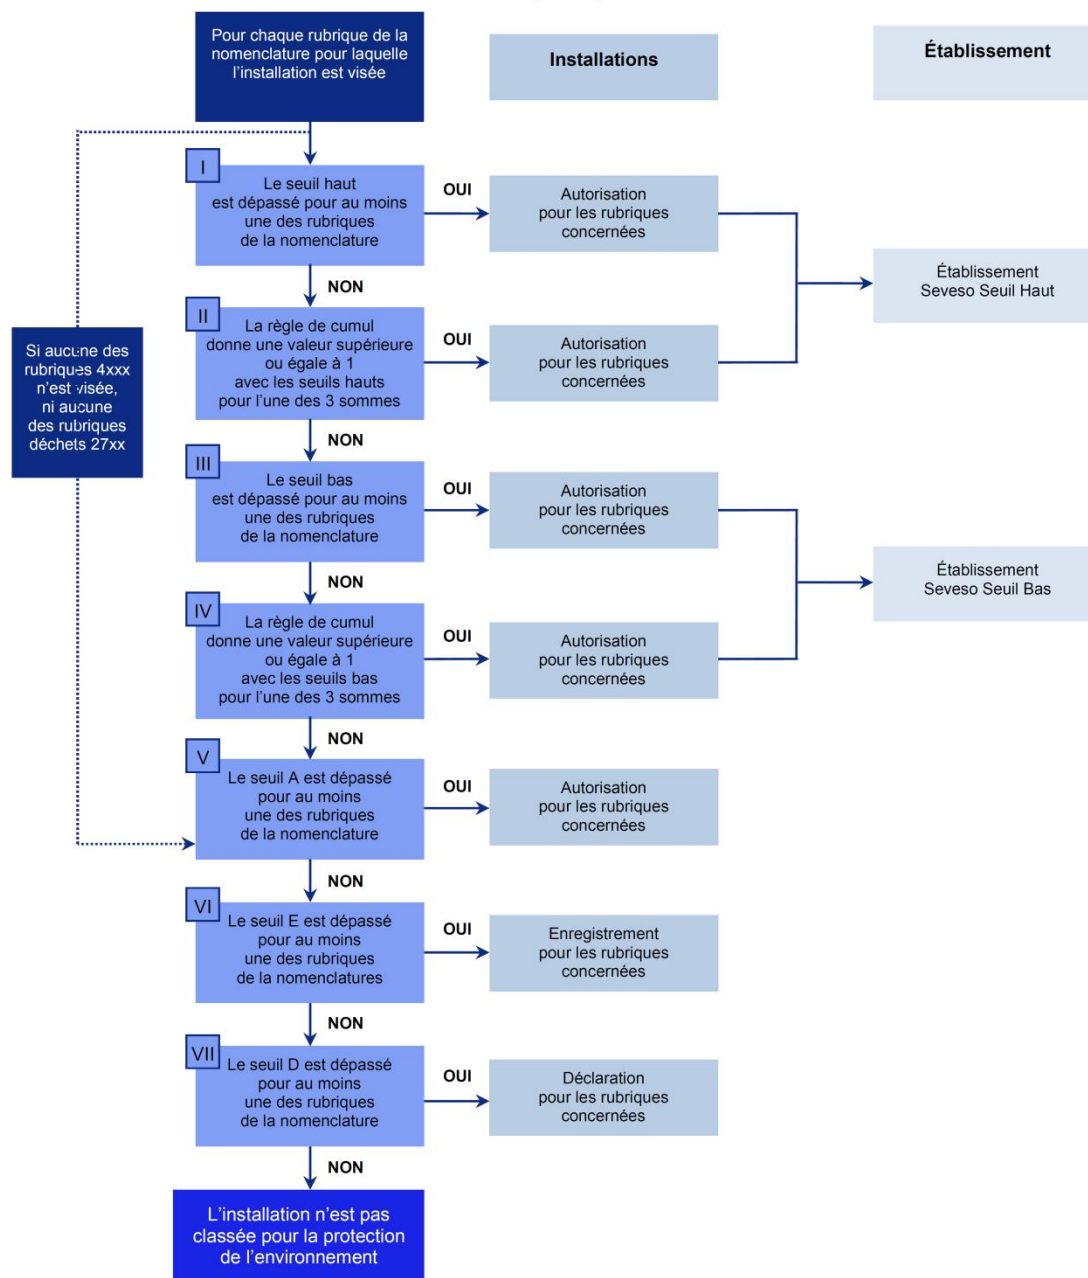 Pour chaque rubrique de la
nomenclature pour laquelle
l'installation est visée
Installations
Établissement
I
Le seuil haut
est dépassé pour au moins
une des rubriques
de la nomenclature
OUI
Autorisation
pour les rubriques
concernées
NON
Établissement
Seveso Seuil Haut
II
La règle de cumul
donne une valeur supérieure
ou égale à 1
avec les seuils hauts
pour l'une des 3 sommes
OUI
Autorisation
pour les rubriques
concernées
Si aucune des
rubriques 4xxx
n'est visée,
ni aucune
des rubriques
déchets 27xx
NON
III
Le seuil bas
est dépassé pour au moins
une des rubriques
de la nomenclature
OUI
Autorisation
pour les rubriques
concernées
NON
Établissement
Seveso Seuil Bas
IV
La règle de cumul
donne une valeur supérieure
ou égale à 1
avec les seuils bas
pour l'une des 3 sommes
OUI
Autorisation
pour les rubriques
concernées
NON
V
Le seuil A est dépassé
pour au moins
une des rubriques
de la nomenclature
OUI
Autorisation
pour les rubriques
concernées
NON
VI
Le seuil E est dépassé
pour au moins
une des rubriques
de la nomenclatures
OUI
Enregistrement
pour les rubriques
concernées
NON
VII
Le seuil D est dépassé
pour au moins
une des rubriques
de la nomenclature
OUI
Déclaration
pour les rubriques
concernées
NON
L'installation n'est pas
classée pour la protection
de l'environnement